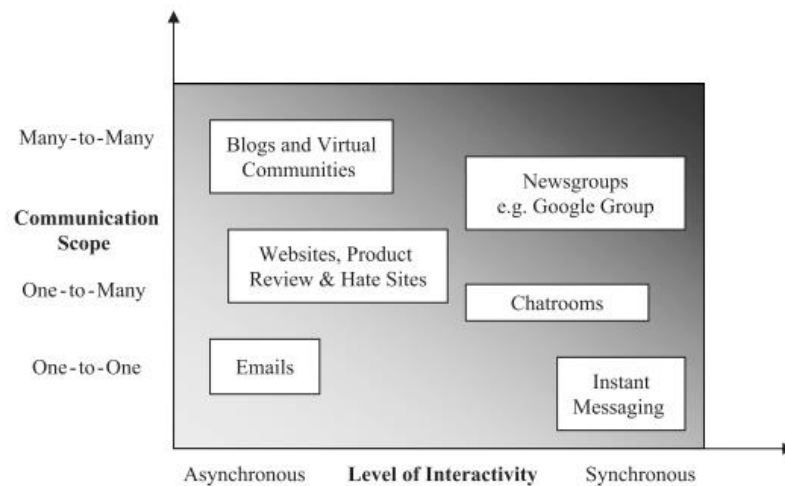 Many-to-Many
Blogs and Virtual
Communities
Newsgroups
e.g. Google Group
Communication
Scope
Websites, Product
Review & Hate Sites
One-to-Many
Chatrooms
One-to-One
Emails
Instant
Messaging
Asynchronous
Level of Interactivity
Synchronous